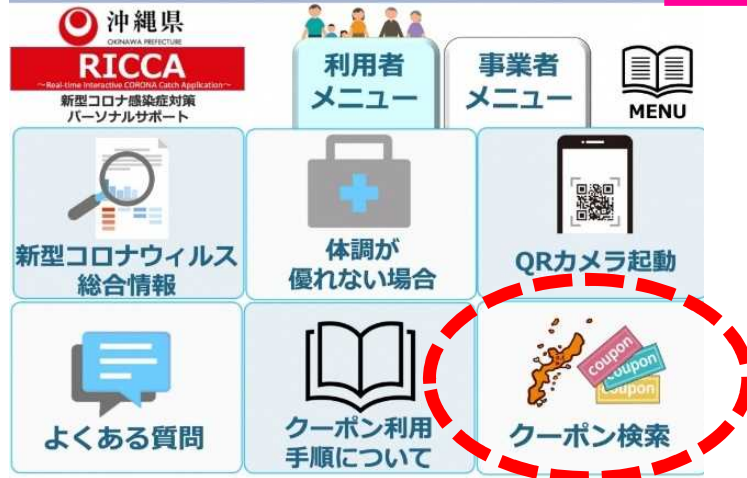 沖縄県
OKINAWA PREFECTURE
RICCA
～Real-time Interactive CORONA Catch Application～
新型コロナ感染症対策
パーソナルサポート
利用者
メニュー
事業者
メニュー
MENU
新型コロナウィルス
総合情報
体調が
優れない場合
QRカメラ起動
よくある質問
クーポン利用
手順について
coupon
coupon
coupon
クーポン検索